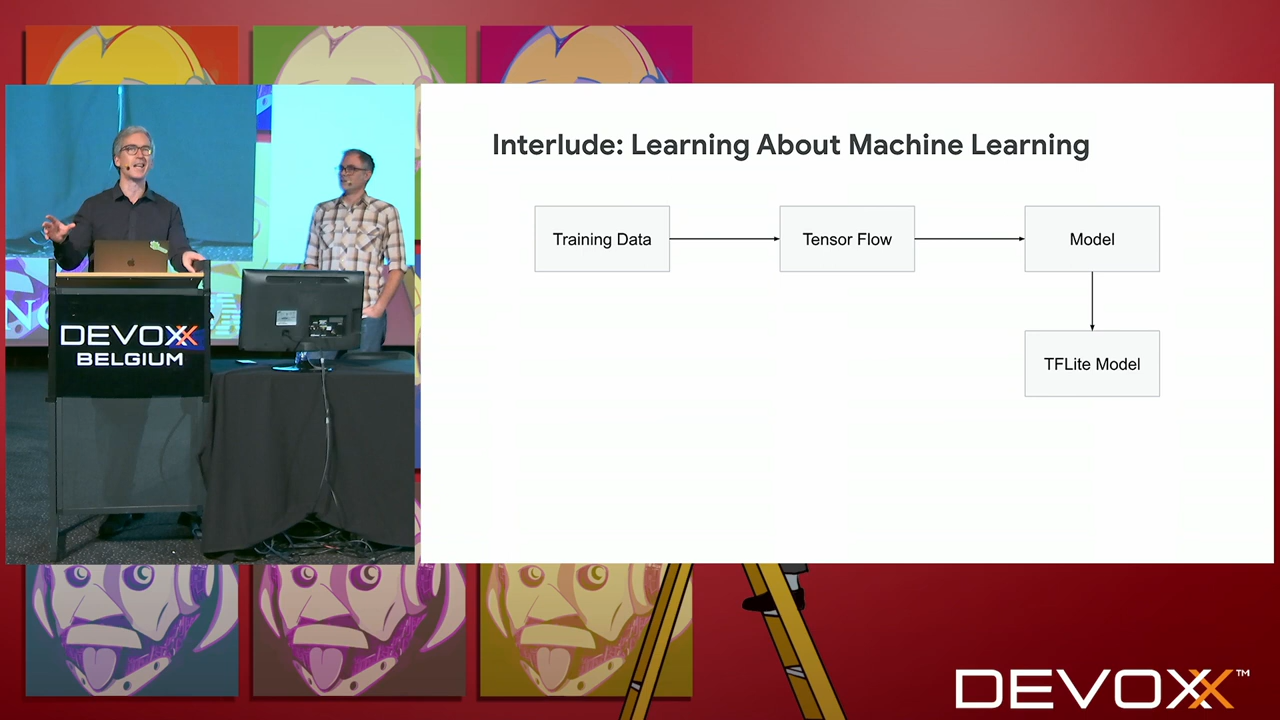 Interlude: Learning About Machine Learning
Training Data
Tensor Flow
Model
TFLite Model
DEVOXX
BELGIUM
DEVOXX™